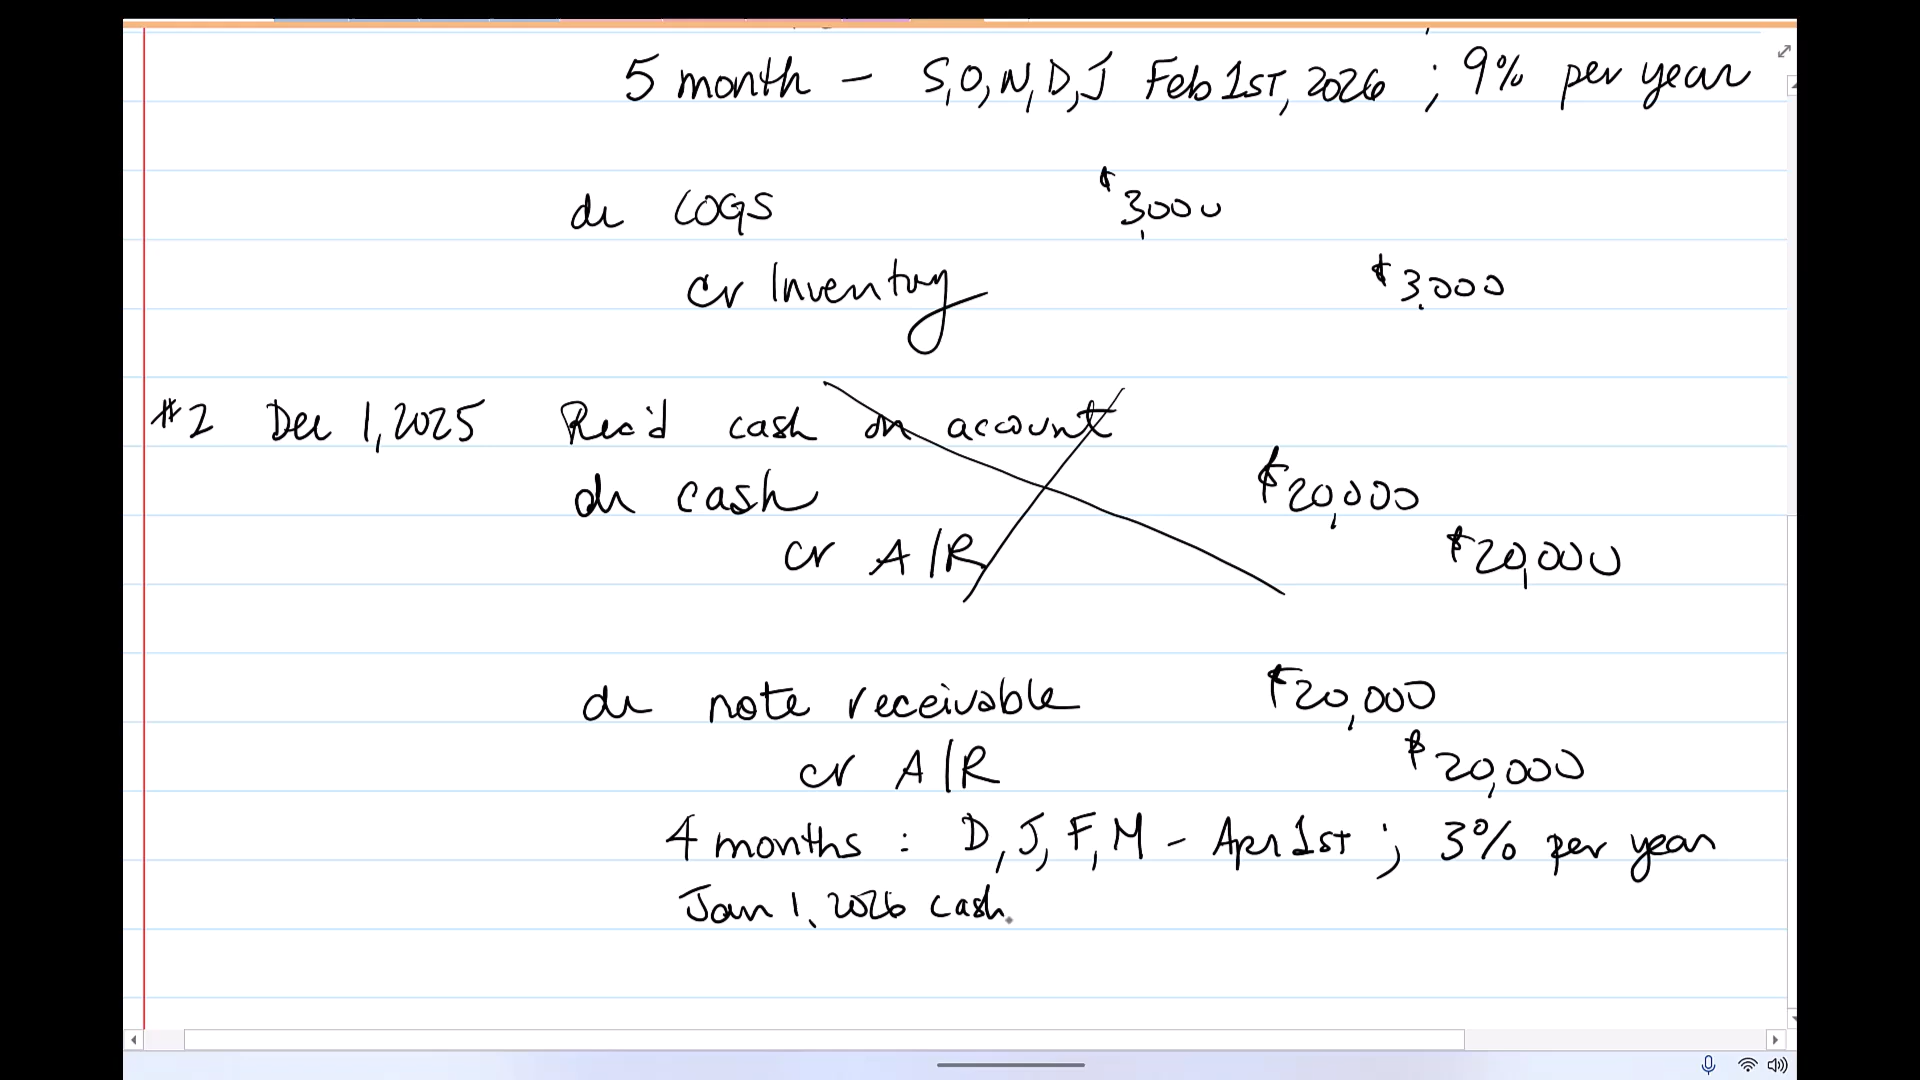 5 month – S,O,N,D,J Feb 1st, 2026 ; 9% per year
dr COGS $3,000
cr Inventory $3,000
#2 Dec 1, 2025 Rec'd cash on account
dr cash $20,000
cr A/R $20,000
dr note receivable $20,000
cr A/R $20,000
4 months : D, J, F, M - Apr 1st ; 3% per year
Jan 1, 2026 cash